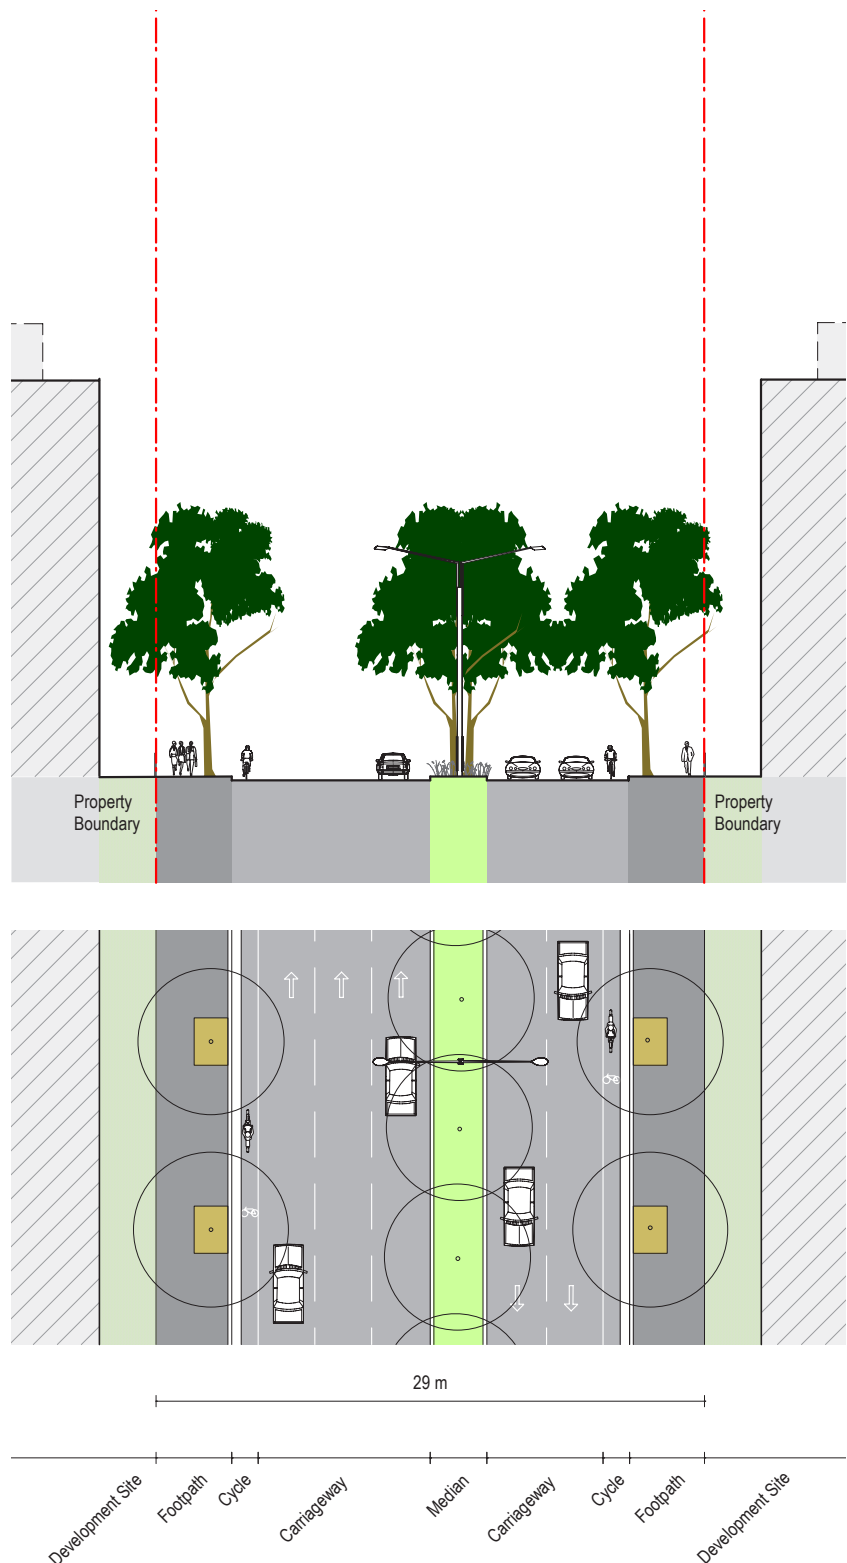 Property
Boundary
Property
Boundary
29 m
Development Site
Footpath
Cycle
Carriageway
Median
Carriageway
Cycle
Footpath
Development Site